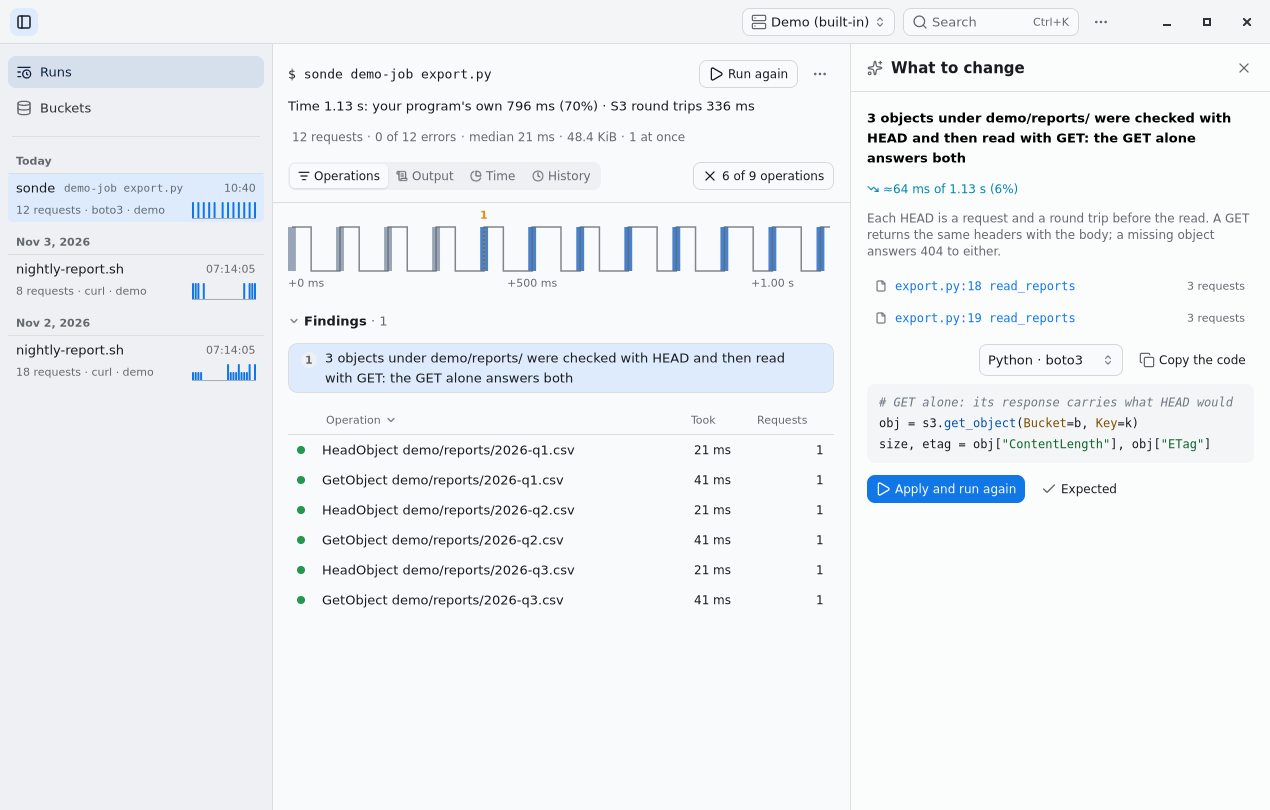 Demo (built-in)
Search Ctrl+K
Runs
Buckets
Today
sonde demo-job export.py 10:40
12 requests · boto3 · demo
Nov 3, 2026
nightly-report.sh 07:14:05
8 requests · curl · demo
Nov 2, 2026
nightly-report.sh 07:14:05
18 requests · curl · demo
$ sonde demo-job export.py
Run again
Time 1.13 s: your program's own 796 ms (70%) · S3 round trips 336 ms
12 requests · 0 of 12 errors · median 21 ms · 48.4 KiB · 1 at once
Operations Output Time History
6 of 9 operations
1
+0 ms +500 ms +1.00 s
Findings · 1
1 3 objects under demo/reports/ were checked with HEAD and then read
with GET: the GET alone answers both
Operation Took Requests
HeadObject demo/reports/2026-q1.csv 21 ms 1
GetObject demo/reports/2026-q1.csv 41 ms 1
HeadObject demo/reports/2026-q2.csv 21 ms 1
GetObject demo/reports/2026-q2.csv 41 ms 1
HeadObject demo/reports/2026-q3.csv 21 ms 1
GetObject demo/reports/2026-q3.csv 41 ms 1
What to change
3 objects under demo/reports/ were checked with
HEAD and then read with GET: the GET alone
answers both
≈64 ms of 1.13 s (6%)
Each HEAD is a request and a round trip before the read. A GET
returns the same headers with the body; a missing object
answers 404 to either.
export.py:18 read_reports 3 requests
export.py:19 read_reports 3 requests
Python · boto3
Copy the code
# GET alone: its response carries what HEAD would
obj = s3.get_object(Bucket=b, Key=k)
size, etag = obj["ContentLength"], obj["ETag"]
Apply and run again
Expected